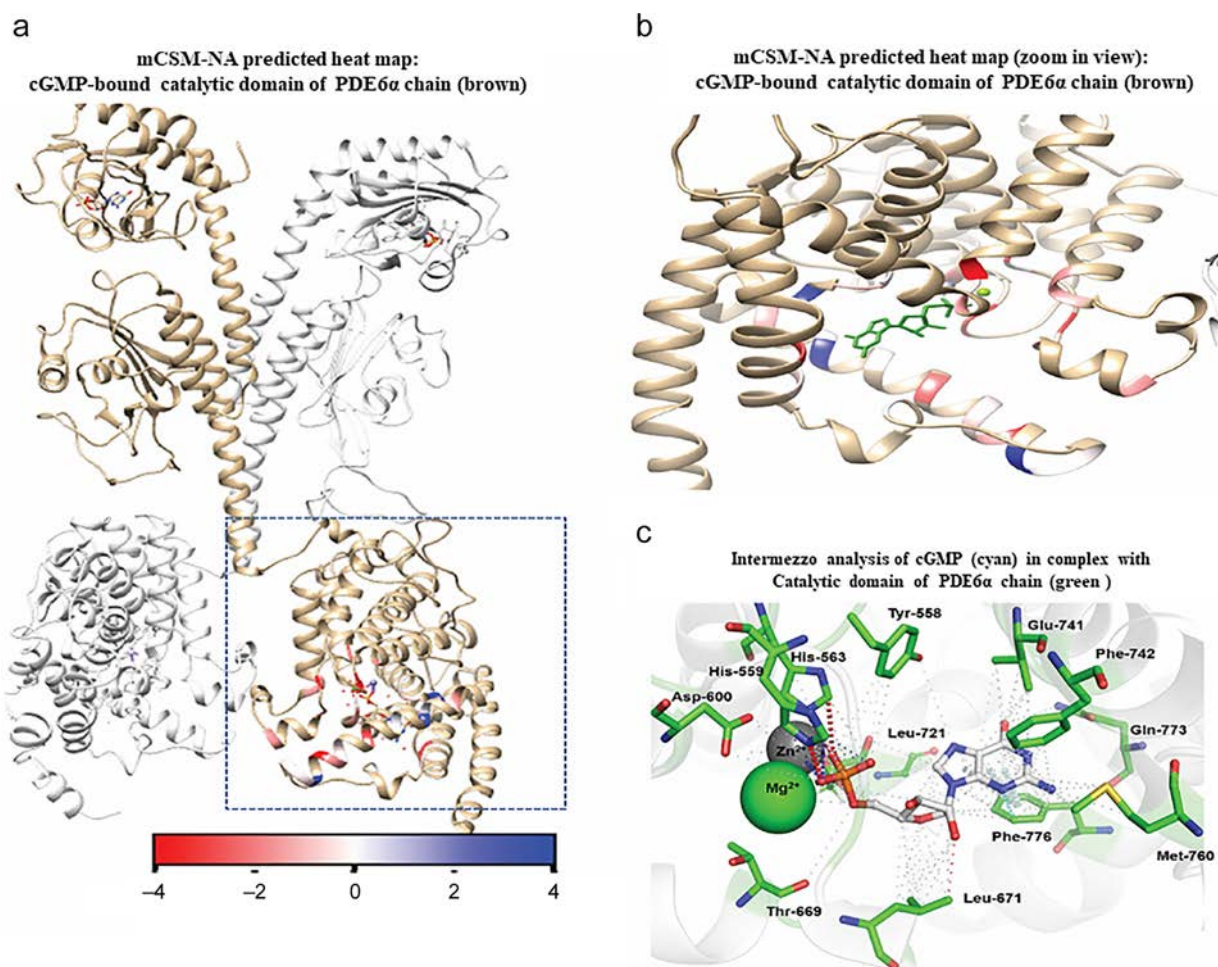 a
mCSM-NA predicted heat map:
cGMP-bound catalytic domain of PDE6α chain (brown)
−4
−2
0
2
4
b
mCSM-NA predicted heat map (zoom in view):
cGMP-bound catalytic domain of PDE6α chain (brown)
c
Intermezzo analysis of cGMP (cyan) in complex with
Catalytic domain of PDE6α chain (green )
Tyr-558
Glu-741
His-563
Phe-742
His-559
Asp-600
Leu-721
Gln-773
Zn²⁺
Mg²⁺
Phe-776
Met-760
Leu-671
Thr-669